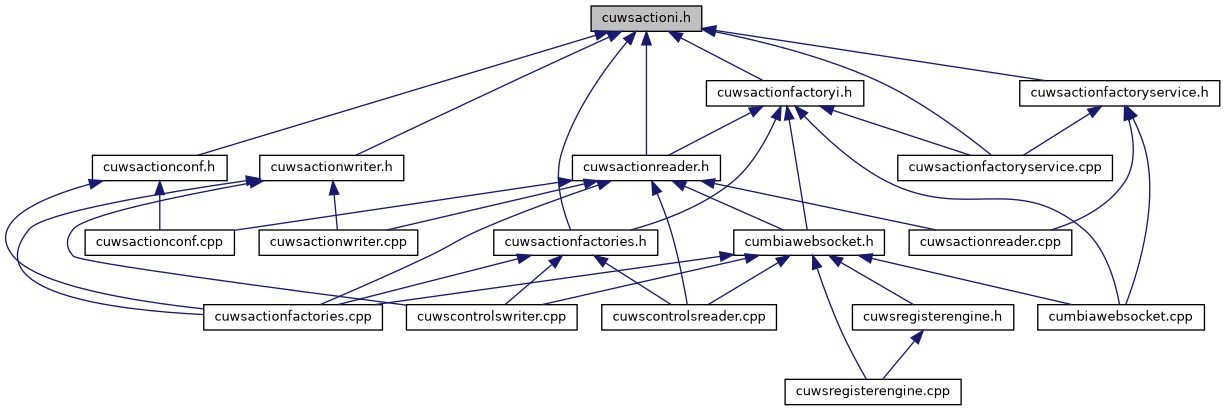 cuwsactioni.h
cuwsactionfactoryi.h
cuwsactionfactoryservice.h
cuwsactionconf.h
cuwsactionwriter.h
cuwsactionreader.h
cuwsactionfactoryservice.cpp
cuwsactionconf.cpp
cuwsactionwriter.cpp
cuwsactionfactories.h
cumbiawebsocket.h
cuwsactionreader.cpp
cuwsactionfactories.cpp
cuwscontrolswriter.cpp
cuwscontrolsreader.cpp
cuwsregisterengine.h
cumbiawebsocket.cpp
cuwsregisterengine.cpp